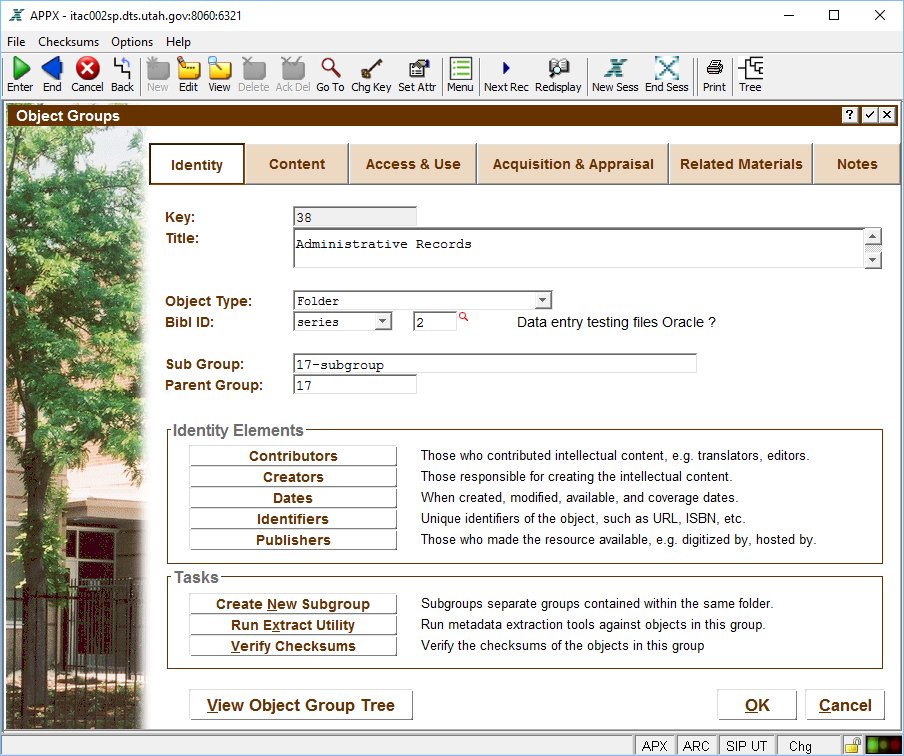 APPX - itac002sp.dts.utah.gov:8060:6321
File Checksums Options Help
Enter End Cancel Back New Edit View Delete Ack Del Go To Chg Key Set Attr Menu Next Rec Redisplay New Sess End Sess Print Tree
Object Groups ?
Identity Content Access & Use Acquisition & Appraisal Related Materials Notes
Key: 38
Title: Administrative Records
Object Type: Folder
Bibl ID: series 2 Data entry testing files Oracle ?
Sub Group: 17-subgroup
Parent Group: 17
Identity Elements
Contributors Those who contributed intellectual content, e.g. translators, editors.
Creators Those responsible for creating the intellectual content.
Dates When created, modified, available, and coverage dates.
Identifiers Unique identifiers of the object, such as URL, ISBN, etc.
Publishers Those who made the resource available, e.g. digitized by, hosted by.
Tasks
Create New Subgroup Subgroups separate groups contained within the same folder.
Run Extract Utility Run metadata extraction tools against objects in this group.
Verify Checksums Verify the checksums of the objects in this group
View Object Group Tree OK Cancel
APX ARC SIP UT Chg